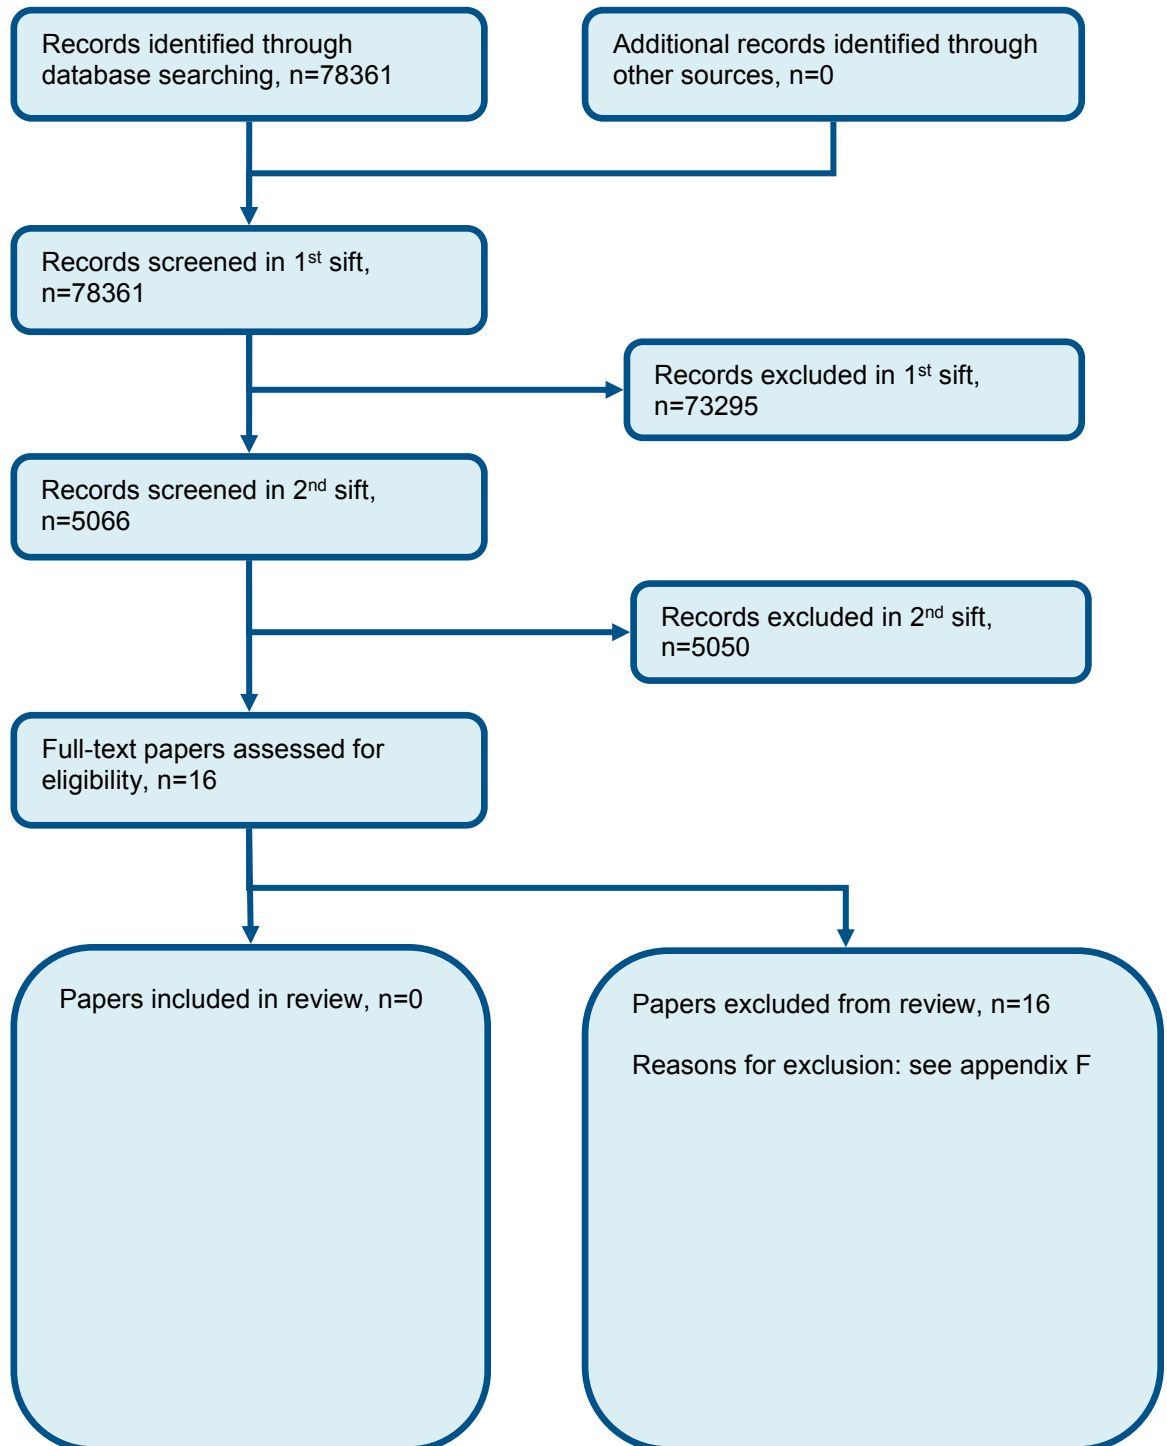 Records identified through
database searching, n=78361
Additional records identified through
other sources, n=0
Records screened in 1st sift,
n=78361
Records excluded in 1st sift,
n=73295
Records screened in 2nd sift,
n=5066
Records excluded in 2nd sift,
n=5050
Full-text papers assessed for
eligibility, n=16
Papers included in review, n=0
Papers excluded from review, n=16
Reasons for exclusion: see appendix F